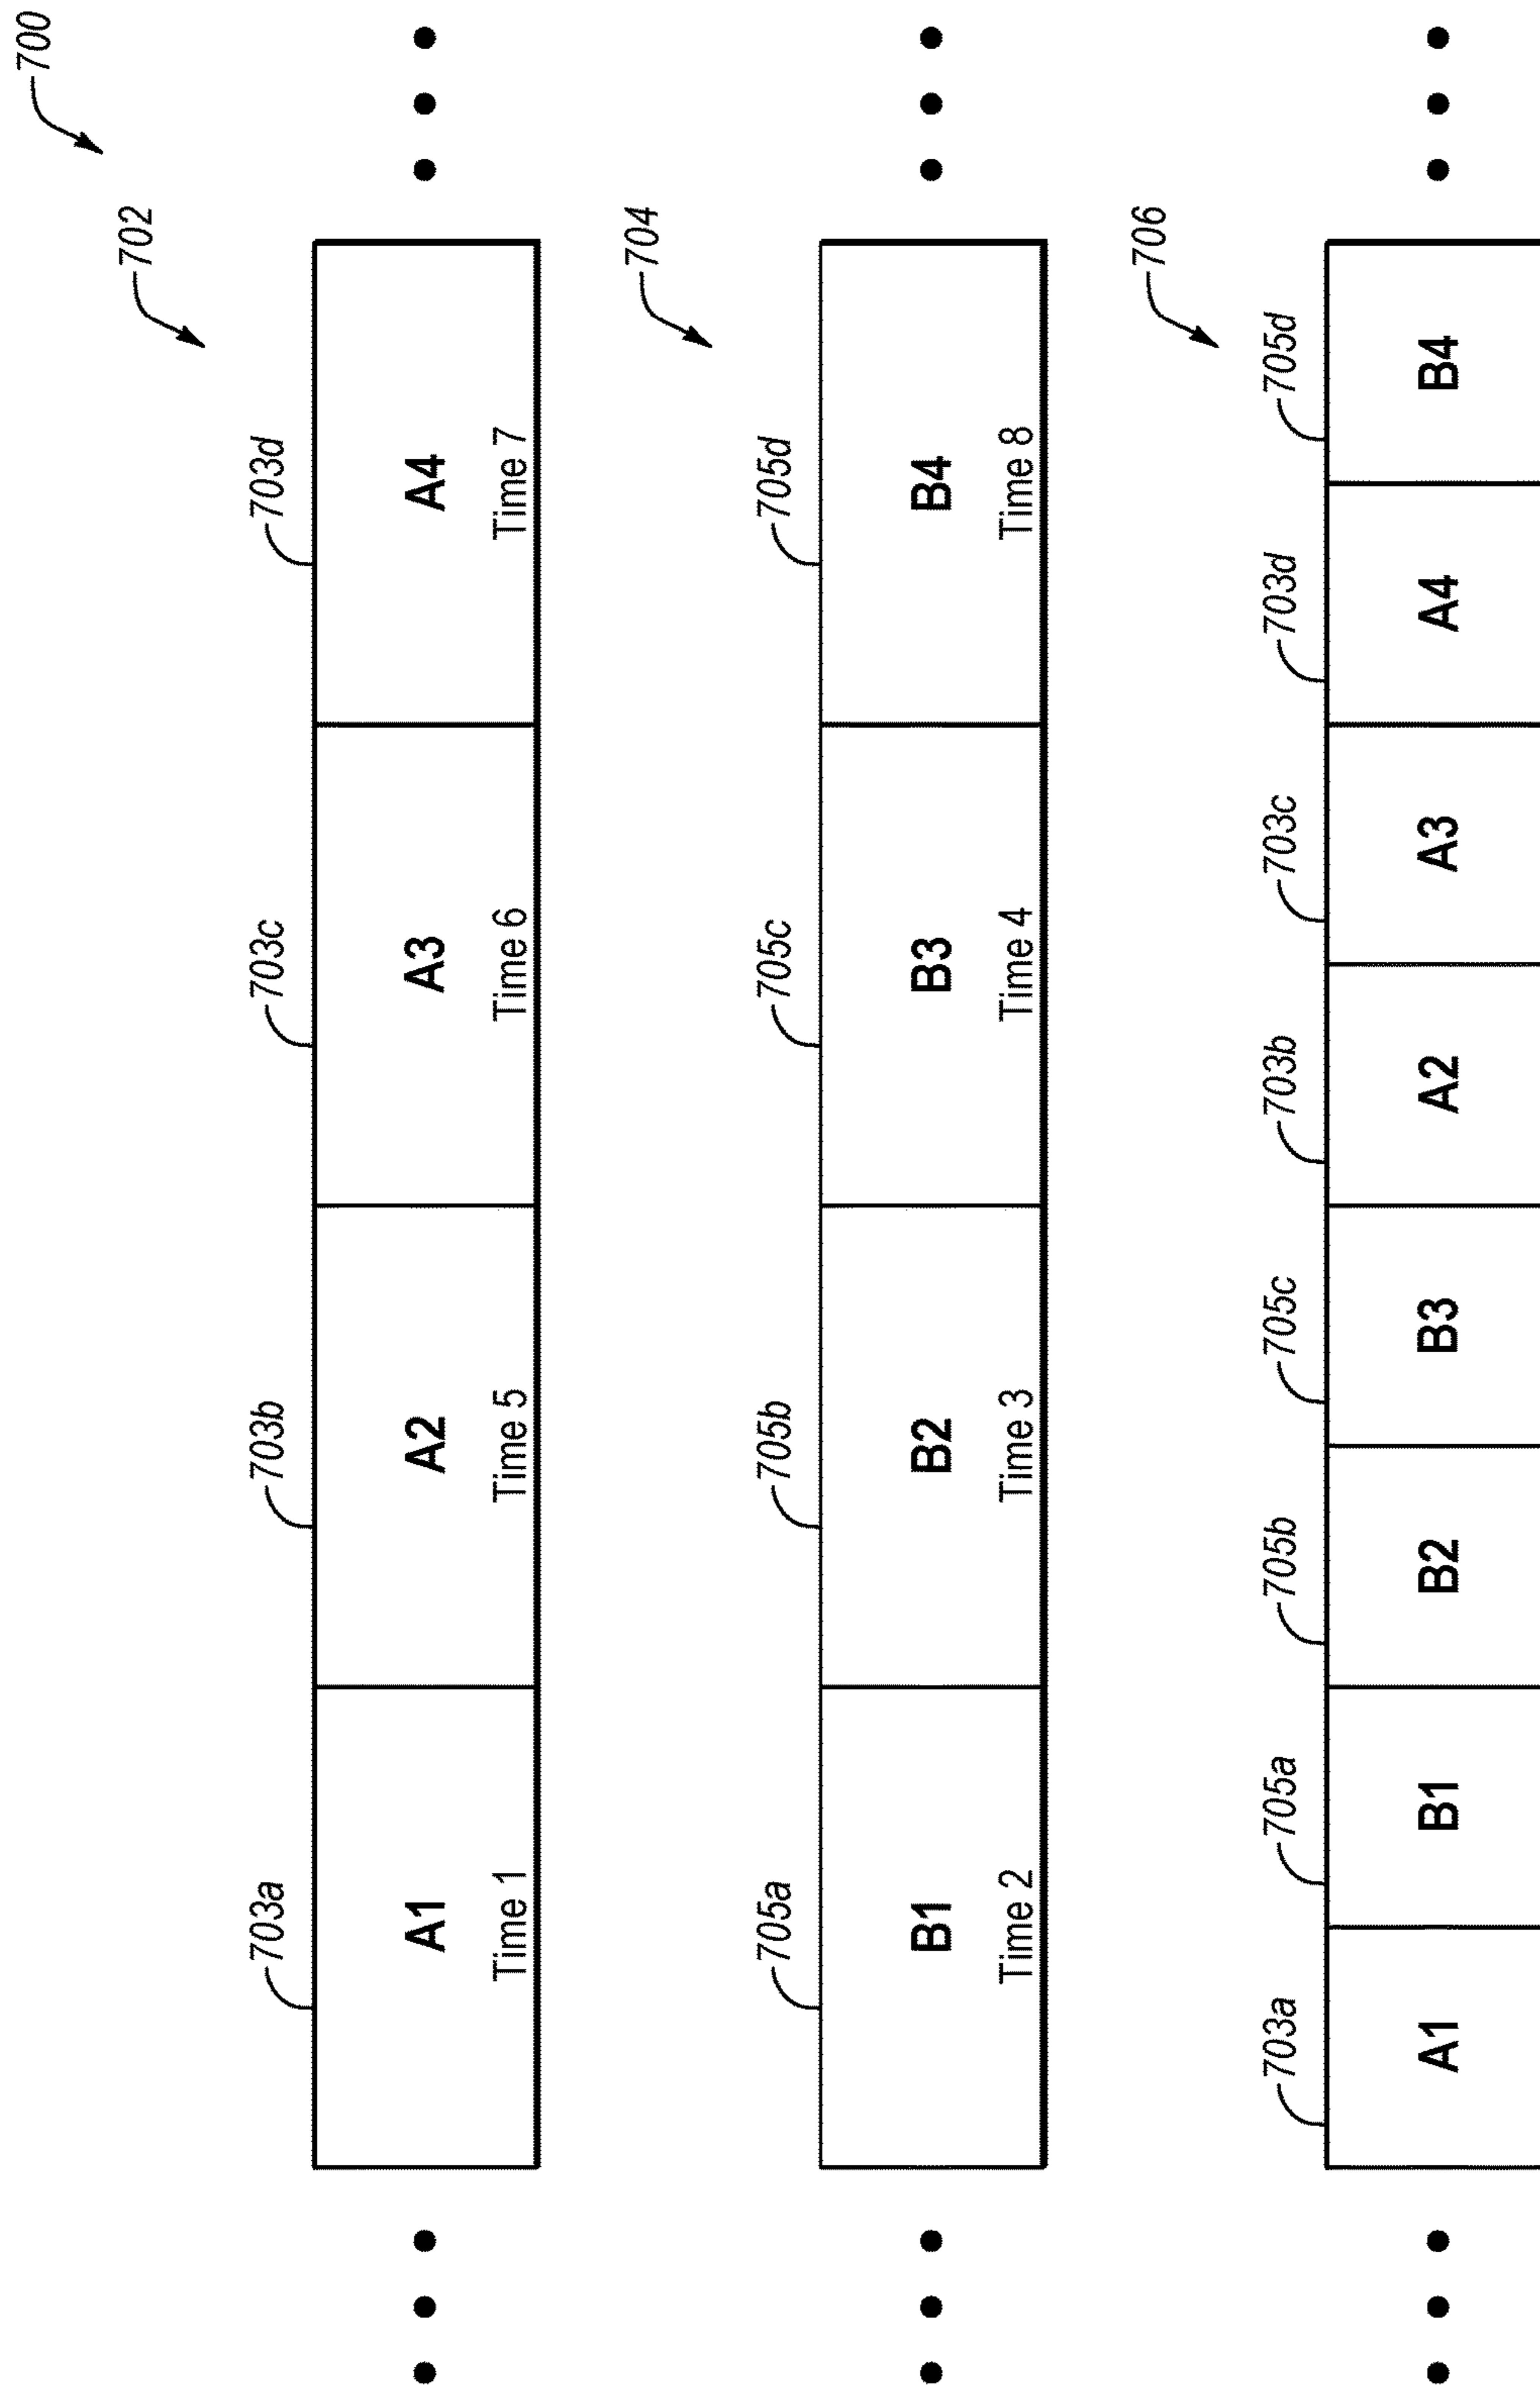 700
702
703a 703b 703c 703d
A1 A2 A3 A4
Time 1 Time 5 Time 6 Time 7
704
705a 705b 705c 705d
B1 B2 B3 B4
Time 2 Time 3 Time 4 Time 8
706
703a 705a 705b 705c 703b 703c 703d 705d
A1 B1 B2 B3 A2 A3 A4 B4